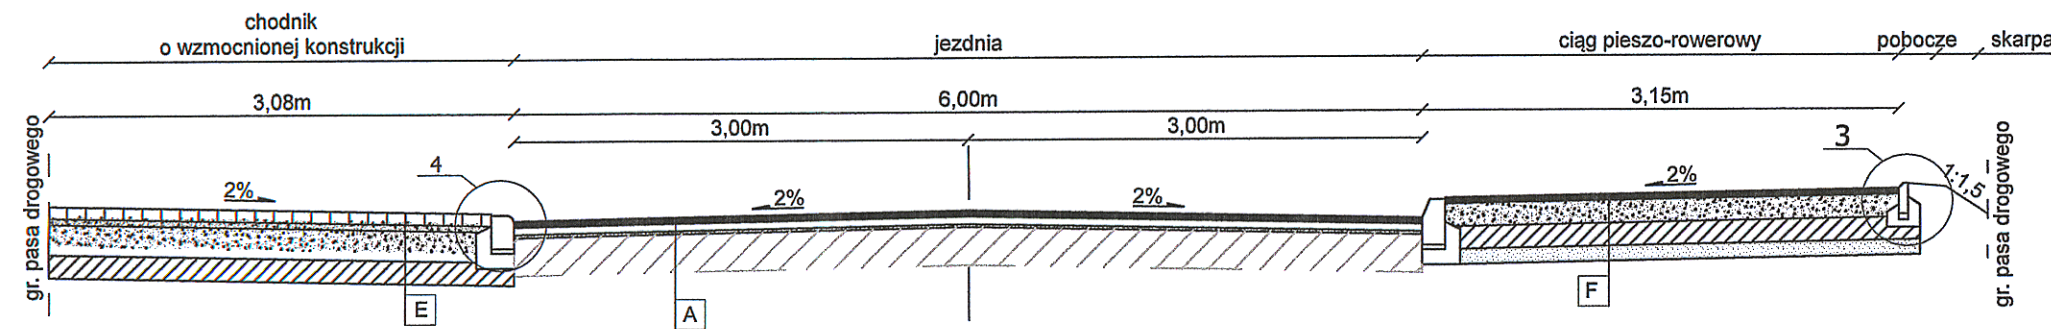 chodnik
o wzmocnionej konstrukcji
jezdnia
ciąg pieszo-rowerowy
pobocze
skarpa
3,08m
6,00m
3,15m
3,00m
3,00m
gr. pasa drogowego
4
3
2%
2%
2%
2%
1:1,5
gr. pasa drogowego
E
A
F